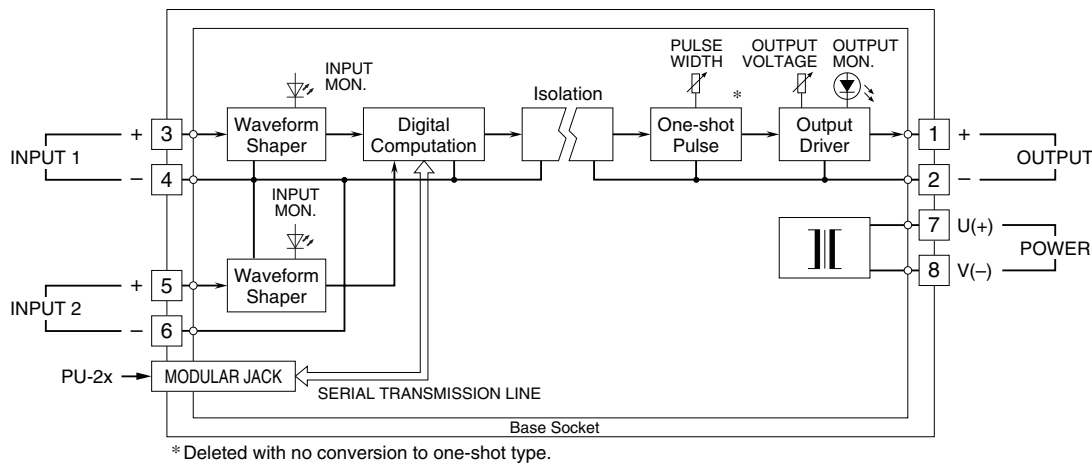 PULSE WIDTH
OUTPUT VOLTAGE
OUTPUT MON.
*
INPUT MON.
Isolation
INPUT 1
+
3
Waveform Shaper
Digital Computation
One-shot Pulse
Output Driver
1
+
OUTPUT
–
4
2
–
INPUT MON.
7
U(+)
POWER
8
V(–)
INPUT 2
+
5
Waveform Shaper
–
6
PU-2x
MODULAR JACK
SERIAL TRANSMISSION LINE
Base Socket
* Deleted with no conversion to one-shot type.